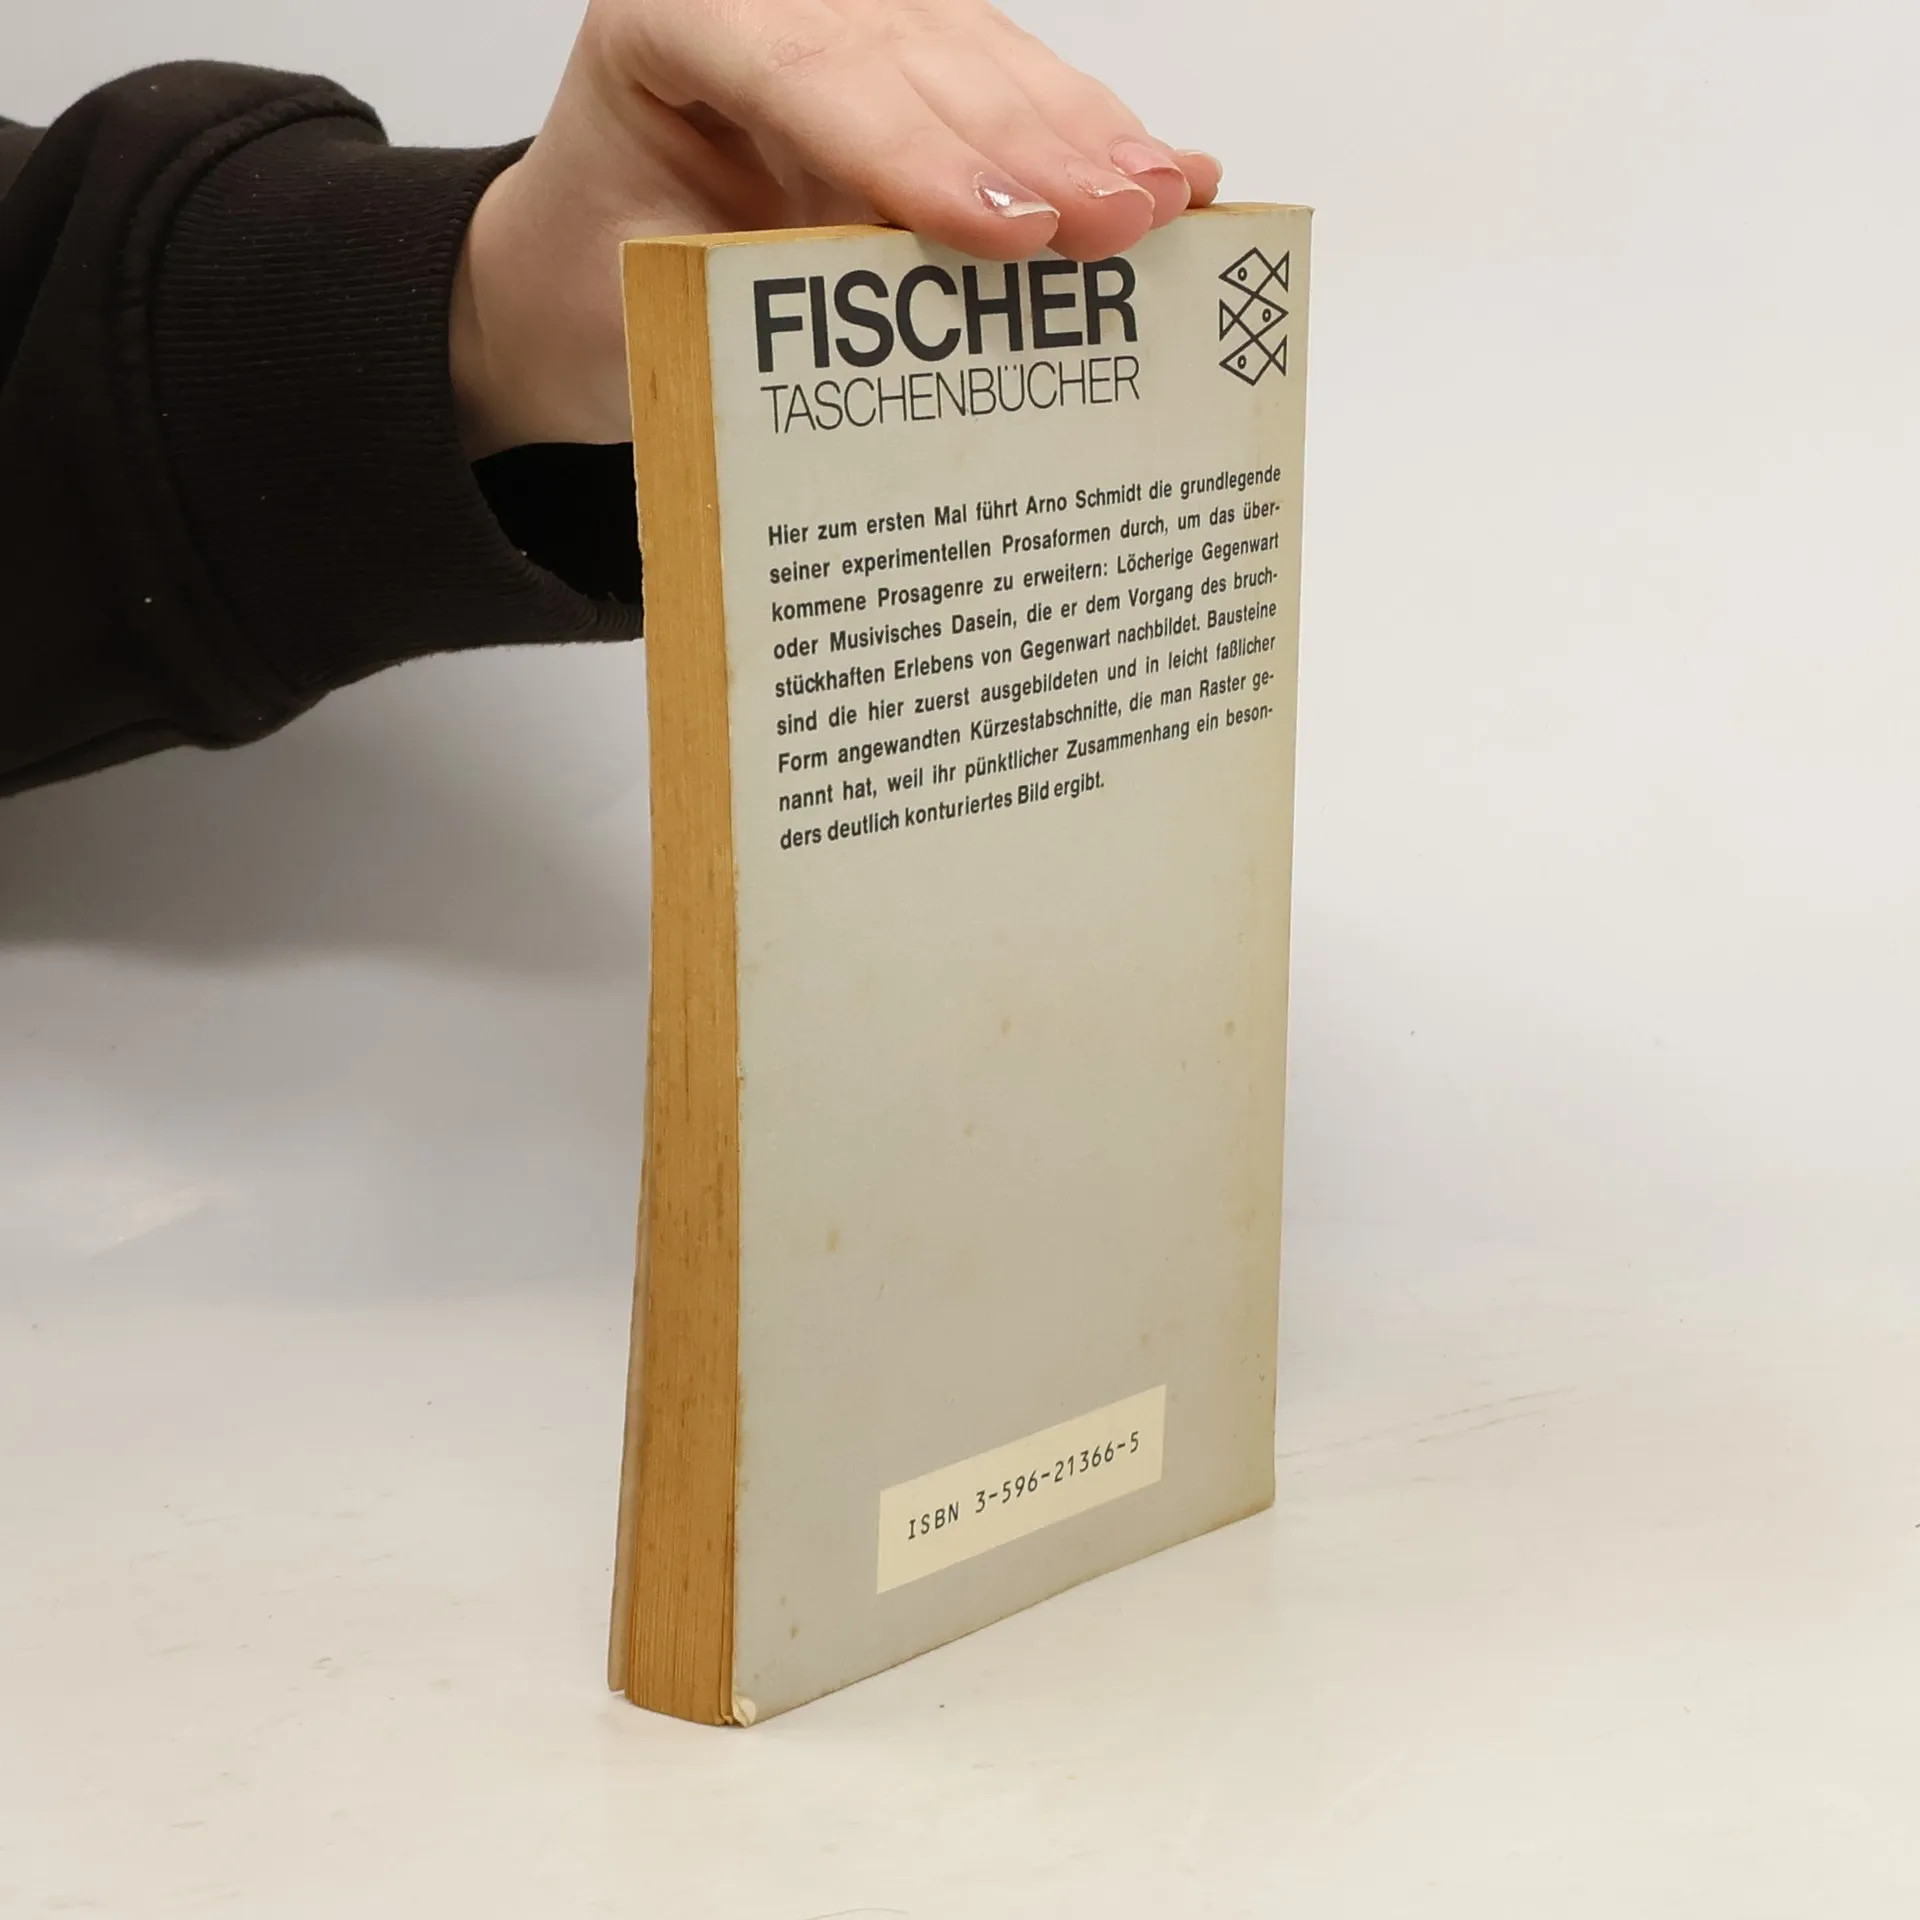 FISCHER
TASCHENBÜCHER
Hier zum ersten Mal führt Arno Schmidt die grundlegende
seiner experimentellen Prosaformen durch, um das über-
kommene Prosagenre zu erweitern: Löcherige Gegenwart
oder Musivisches Dasein, die er dem Vorgang des bruch-
stückhaften Erlebens von Gegenwart nachbildet. Bausteine
sind die hier zuerst ausgebildeten und in leicht faßlicher
Form angewandten Kürzestabschnitte, die man Raster ge-
nannt hat, weil ihr pünktlicher Zusammenhang ein beson-
ders deutlich konturiertes Bild ergibt.
ISBN 3-596-21366-5